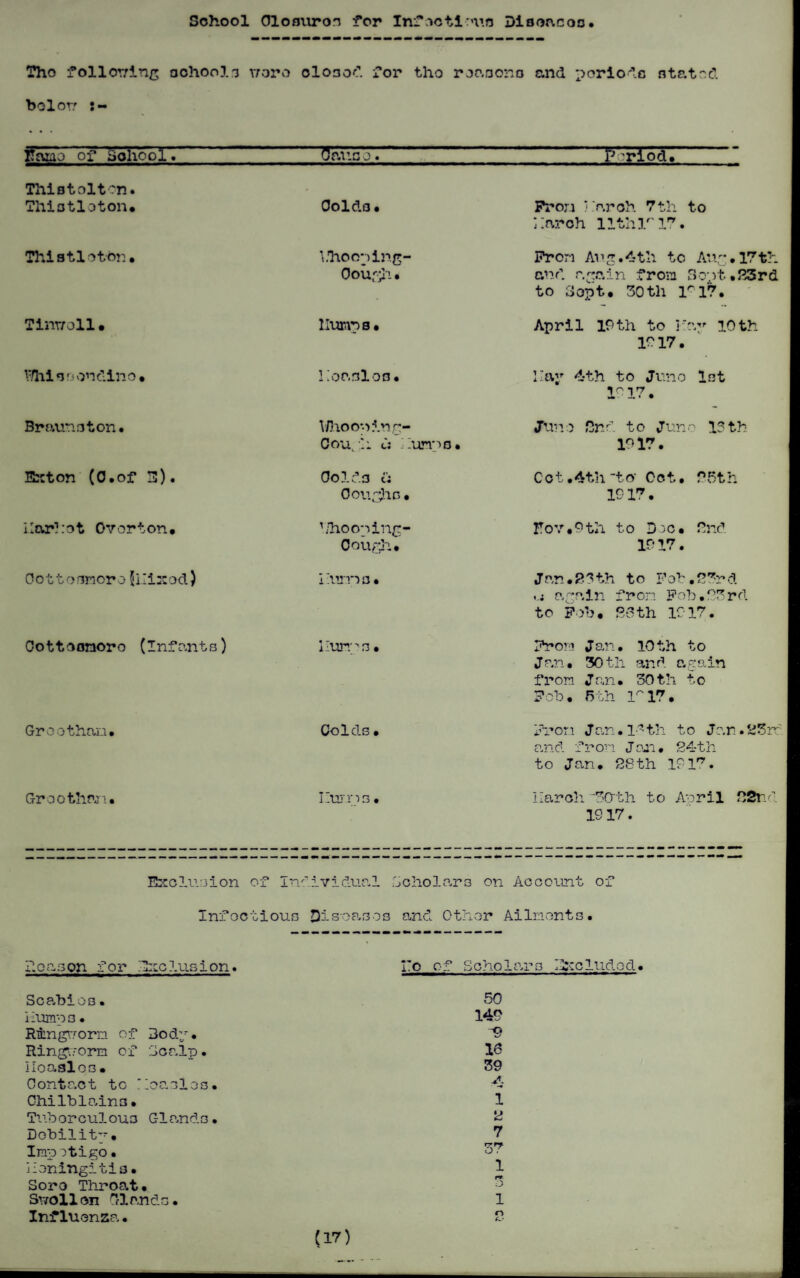 School Closures for Infectious Diseases.
The following schools were closed for the reasons and periods stated
below :-
Name of School. Cause. Period.
Thistolton.
Thistleton. Colds. From March 7th to
March 11th 1917.
Thistleton. Whooping- From Aug.4th to Aug.17th
Cough. and again from Sept.23rd
to Sept. 30th 1917.
Tinwell. Mumps. April 19th to May 10th
1917.
Whissendine. Measles. May 4th to June 1st
1917.
Braunston. Whooping- June 2nd to June 13th
Cough & Mumps. 1917.
Exton (C.of E). Colds & Oct.4th to Oct. 25th
Coughs. 1917.
Market Overton. Whooping- Nov.9th to Dec. 2nd
Cough. 1917.
Cottesmore (Mixed) Mumps. Jan.23th to Feb.23rd
& again from Feb.23rd
to Feb. 28th 1917.
Cottesmore (Infants) Mumps. From Jan. 10th to
Jan. 30th and again
from Jan. 30th to
Feb. 5th 1917.
Greetham. Colds. From Jan.14th to Jan.23rd
and from Jan. 24th
to Jan. 28th 1917.
Greetham. Mumps. March 30th to April 22nd
1917.
Exclusion of Individual Scholars on Account of
Infectious Diseases and Other Ailments.
Reason for Exclusion. No of Scholars Excluded.
Scabies. 50
Mumps. 149
Ringworm of Body. 9
Ringworm of Scalp. 16
Measles. 39
Contact to Measles. 4
Chilblains. 1
Tuberculous Glands. 2
Debility. 7
Impetigo. 37
Meningitis. 1
Sore Throat. 3
Swollen Glands. 1
Influenza. 2
(17)